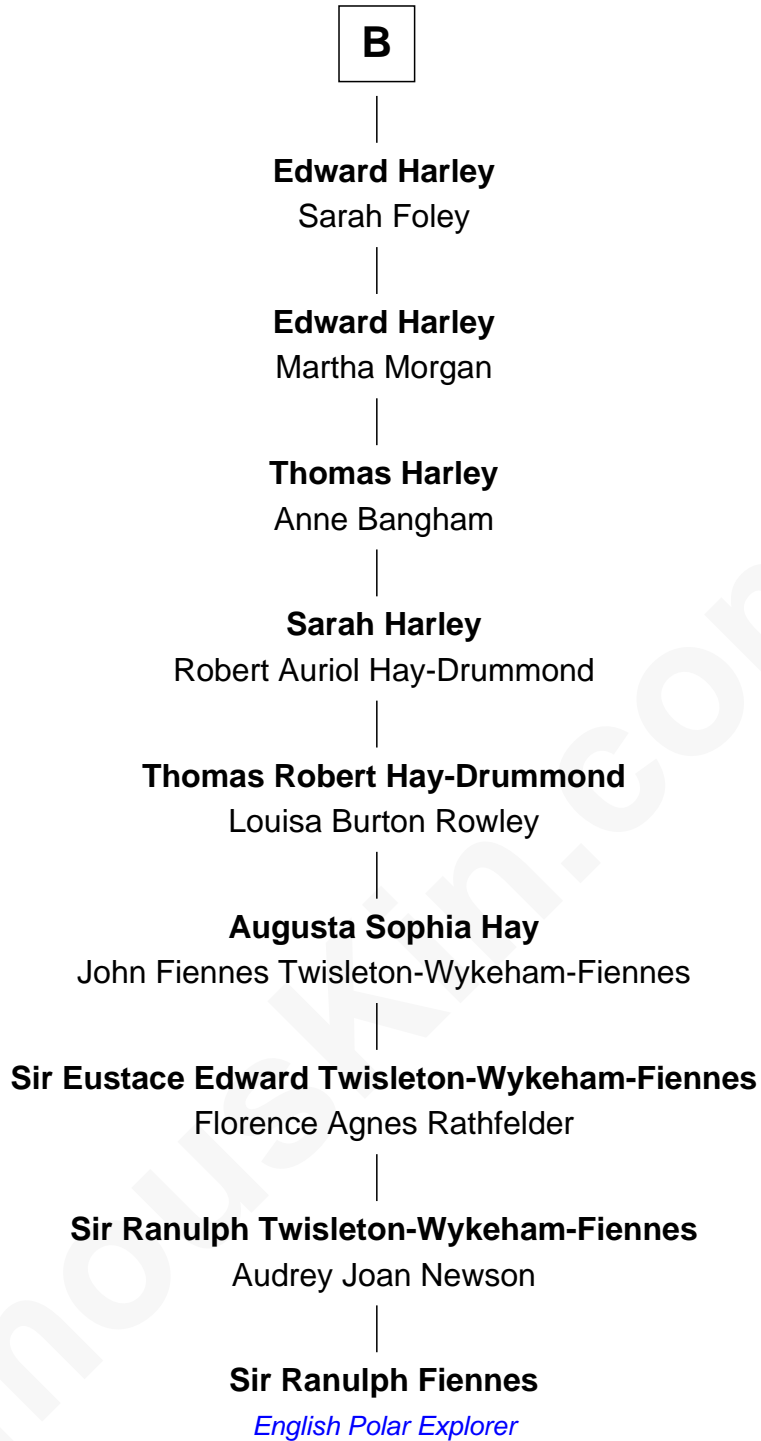 B
Edward Harley
Sarah Foley
Edward Harley
Martha Morgan
Thomas Harley
Anne Bangham
Sarah Harley
Robert Auriol Hay-Drummond
Thomas Robert Hay-Drummond
Louisa Burton Rowley
Augusta Sophia Hay
John Fiennes Twisleton-Wykeham-Fiennes
Sir Eustace Edward Twisleton-Wykeham-Fiennes
Florence Agnes Rathfelder
Sir Ranulph Twisleton-Wykeham-Fiennes
Audrey Joan Newson
Sir Ranulph Fiennes
English Polar Explorer